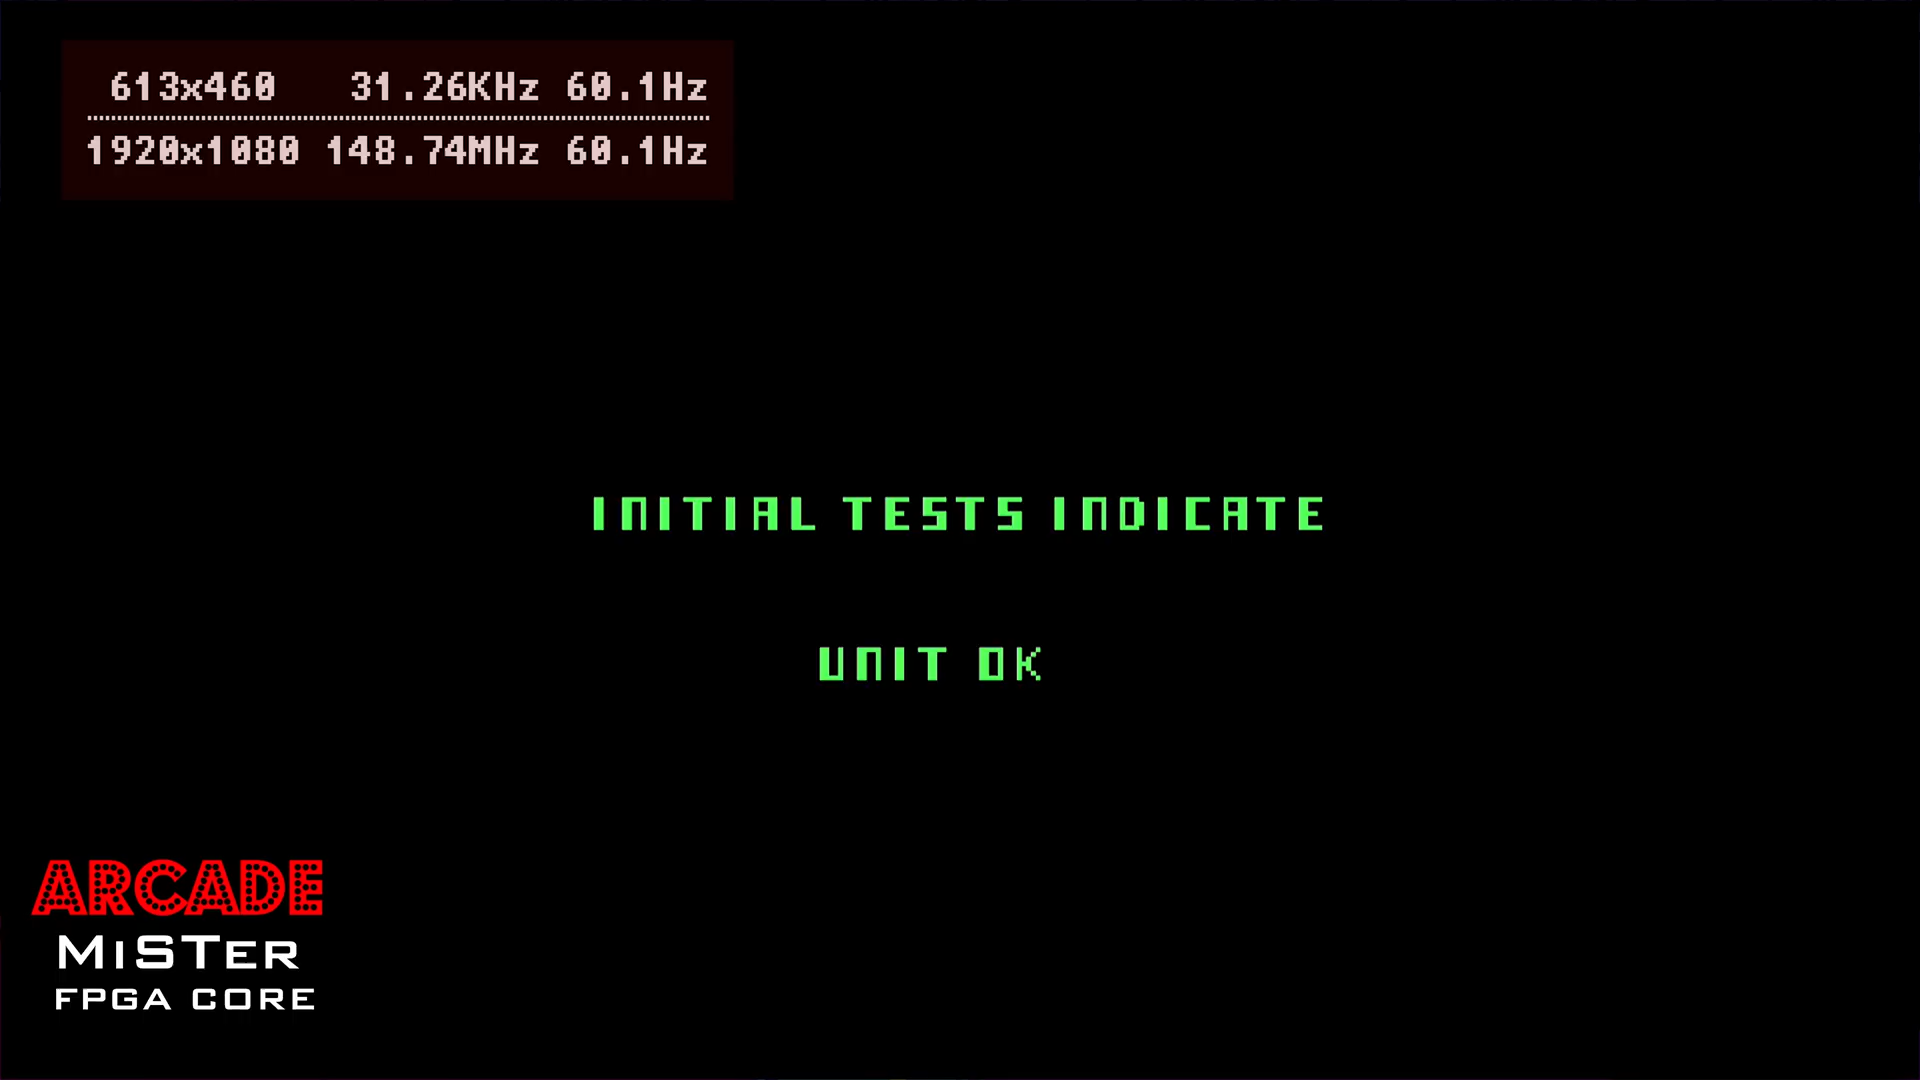 613x460 31.26KHz 60.1Hz
1920x1080 148.74MHz 60.1Hz
INITIAL TESTS INDICATE
UNIT OK
ARCADE
MiSTer
FPGA CORE